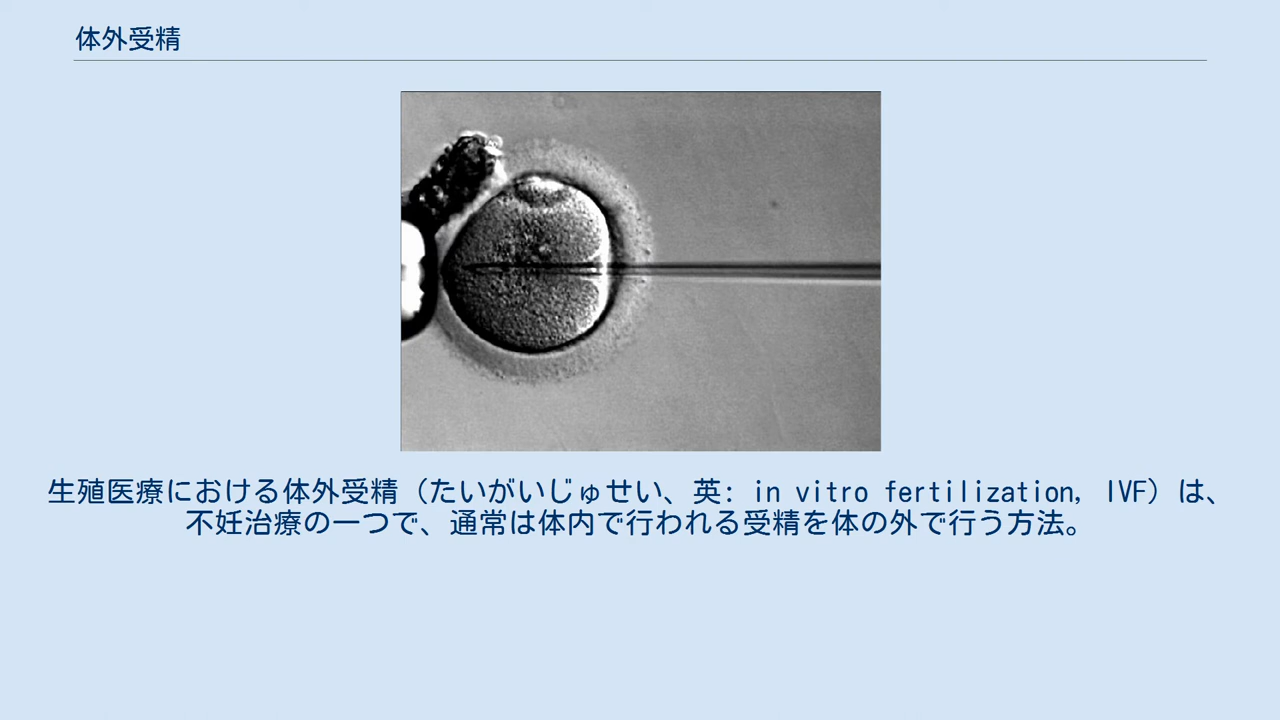 体外受精
生殖医療における体外受精（たいがいじゅせい、英: in vitro fertilization, IVF）は、
不妊治療の一つで、通常は体内で行われる受精を体の外で行う方法。